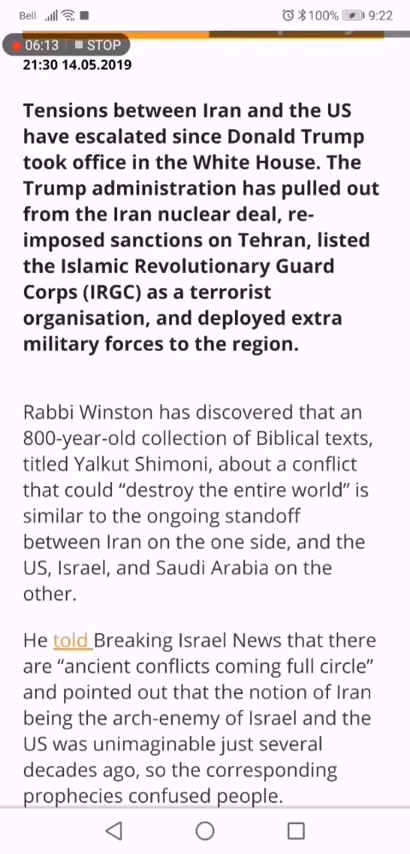 Bell 100% 9:22
06:13 STOP
21:30 14.05.2019
Tensions between Iran and the US
have escalated since Donald Trump
took office in the White House. The
Trump administration has pulled out
from the Iran nuclear deal, re-
imposed sanctions on Tehran, listed
the Islamic Revolutionary Guard
Corps (IRGC) as a terrorist
organisation, and deployed extra
military forces to the region.
Rabbi Winston has discovered that an
800-year-old collection of Biblical texts,
titled Yalkut Shimoni, about a conflict
that could “destroy the entire world” is
similar to the ongoing standoff
between Iran on the one side, and the
US, Israel, and Saudi Arabia on the
other.
He told Breaking Israel News that there
are “ancient conflicts coming full circle”
and pointed out that the notion of Iran
being the arch-enemy of Israel and the
US was unimaginable just several
decades ago, so the corresponding
prophecies confused people.